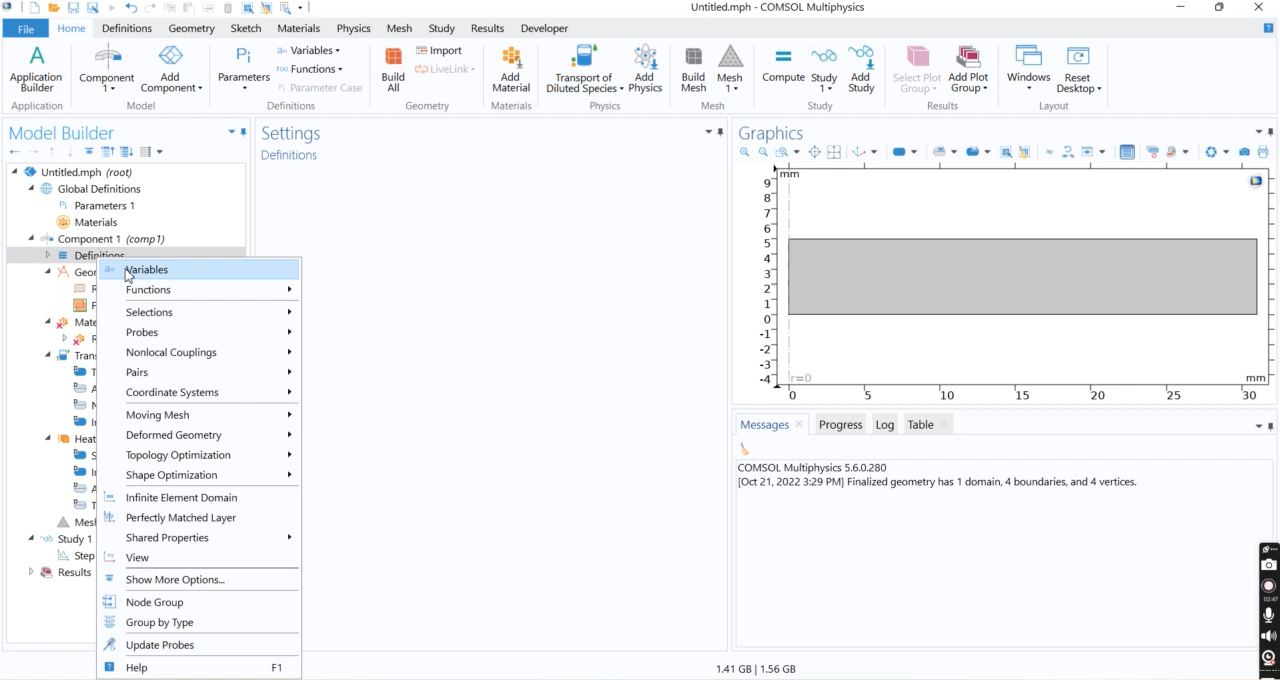 Untitled.mph - COMSOL Multiphysics
File Home Definitions Geometry Sketch Materials Physics Mesh Study Results Developer
Application Builder
Component 1
Add Component
Parameters
Variables
Functions
Parameter Case
Build All
Import
LiveLink
Add Material
Transport of Diluted Species
Add Physics
Build Mesh
Mesh 1
Compute
Study 1
Add Study
Select Plot Group
Add Plot Group
Windows
Reset Desktop
Application Model Definitions Geometry Materials Physics Mesh Study Results Layout
Model Builder
Untitled.mph (root)
Global Definitions
Parameters 1
Materials
Component 1 (comp1)
Definitions
Study 1
Step
Results
Variables
Functions
Selections
Probes
Nonlocal Couplings
Pairs
Coordinate Systems
Moving Mesh
Deformed Geometry
Topology Optimization
Shape Optimization
Infinite Element Domain
Perfectly Matched Layer
Shared Properties
View
Show More Options...
Node Group
Group by Type
Update Probes
Help F1
Settings
Definitions
Graphics
mm
9
8
7
6
5
4
3
2
1
0
-1
-2
-3
-4
r=0
mm
0 5 10 15 20 25 30
Messages Progress Log Table
COMSOL Multiphysics 5.6.0.280
[Oct 21, 2022 3:29 PM] Finalized geometry has 1 domain, 4 boundaries, and 4 vertices.
02:47
1.41 GB | 1.56 GB